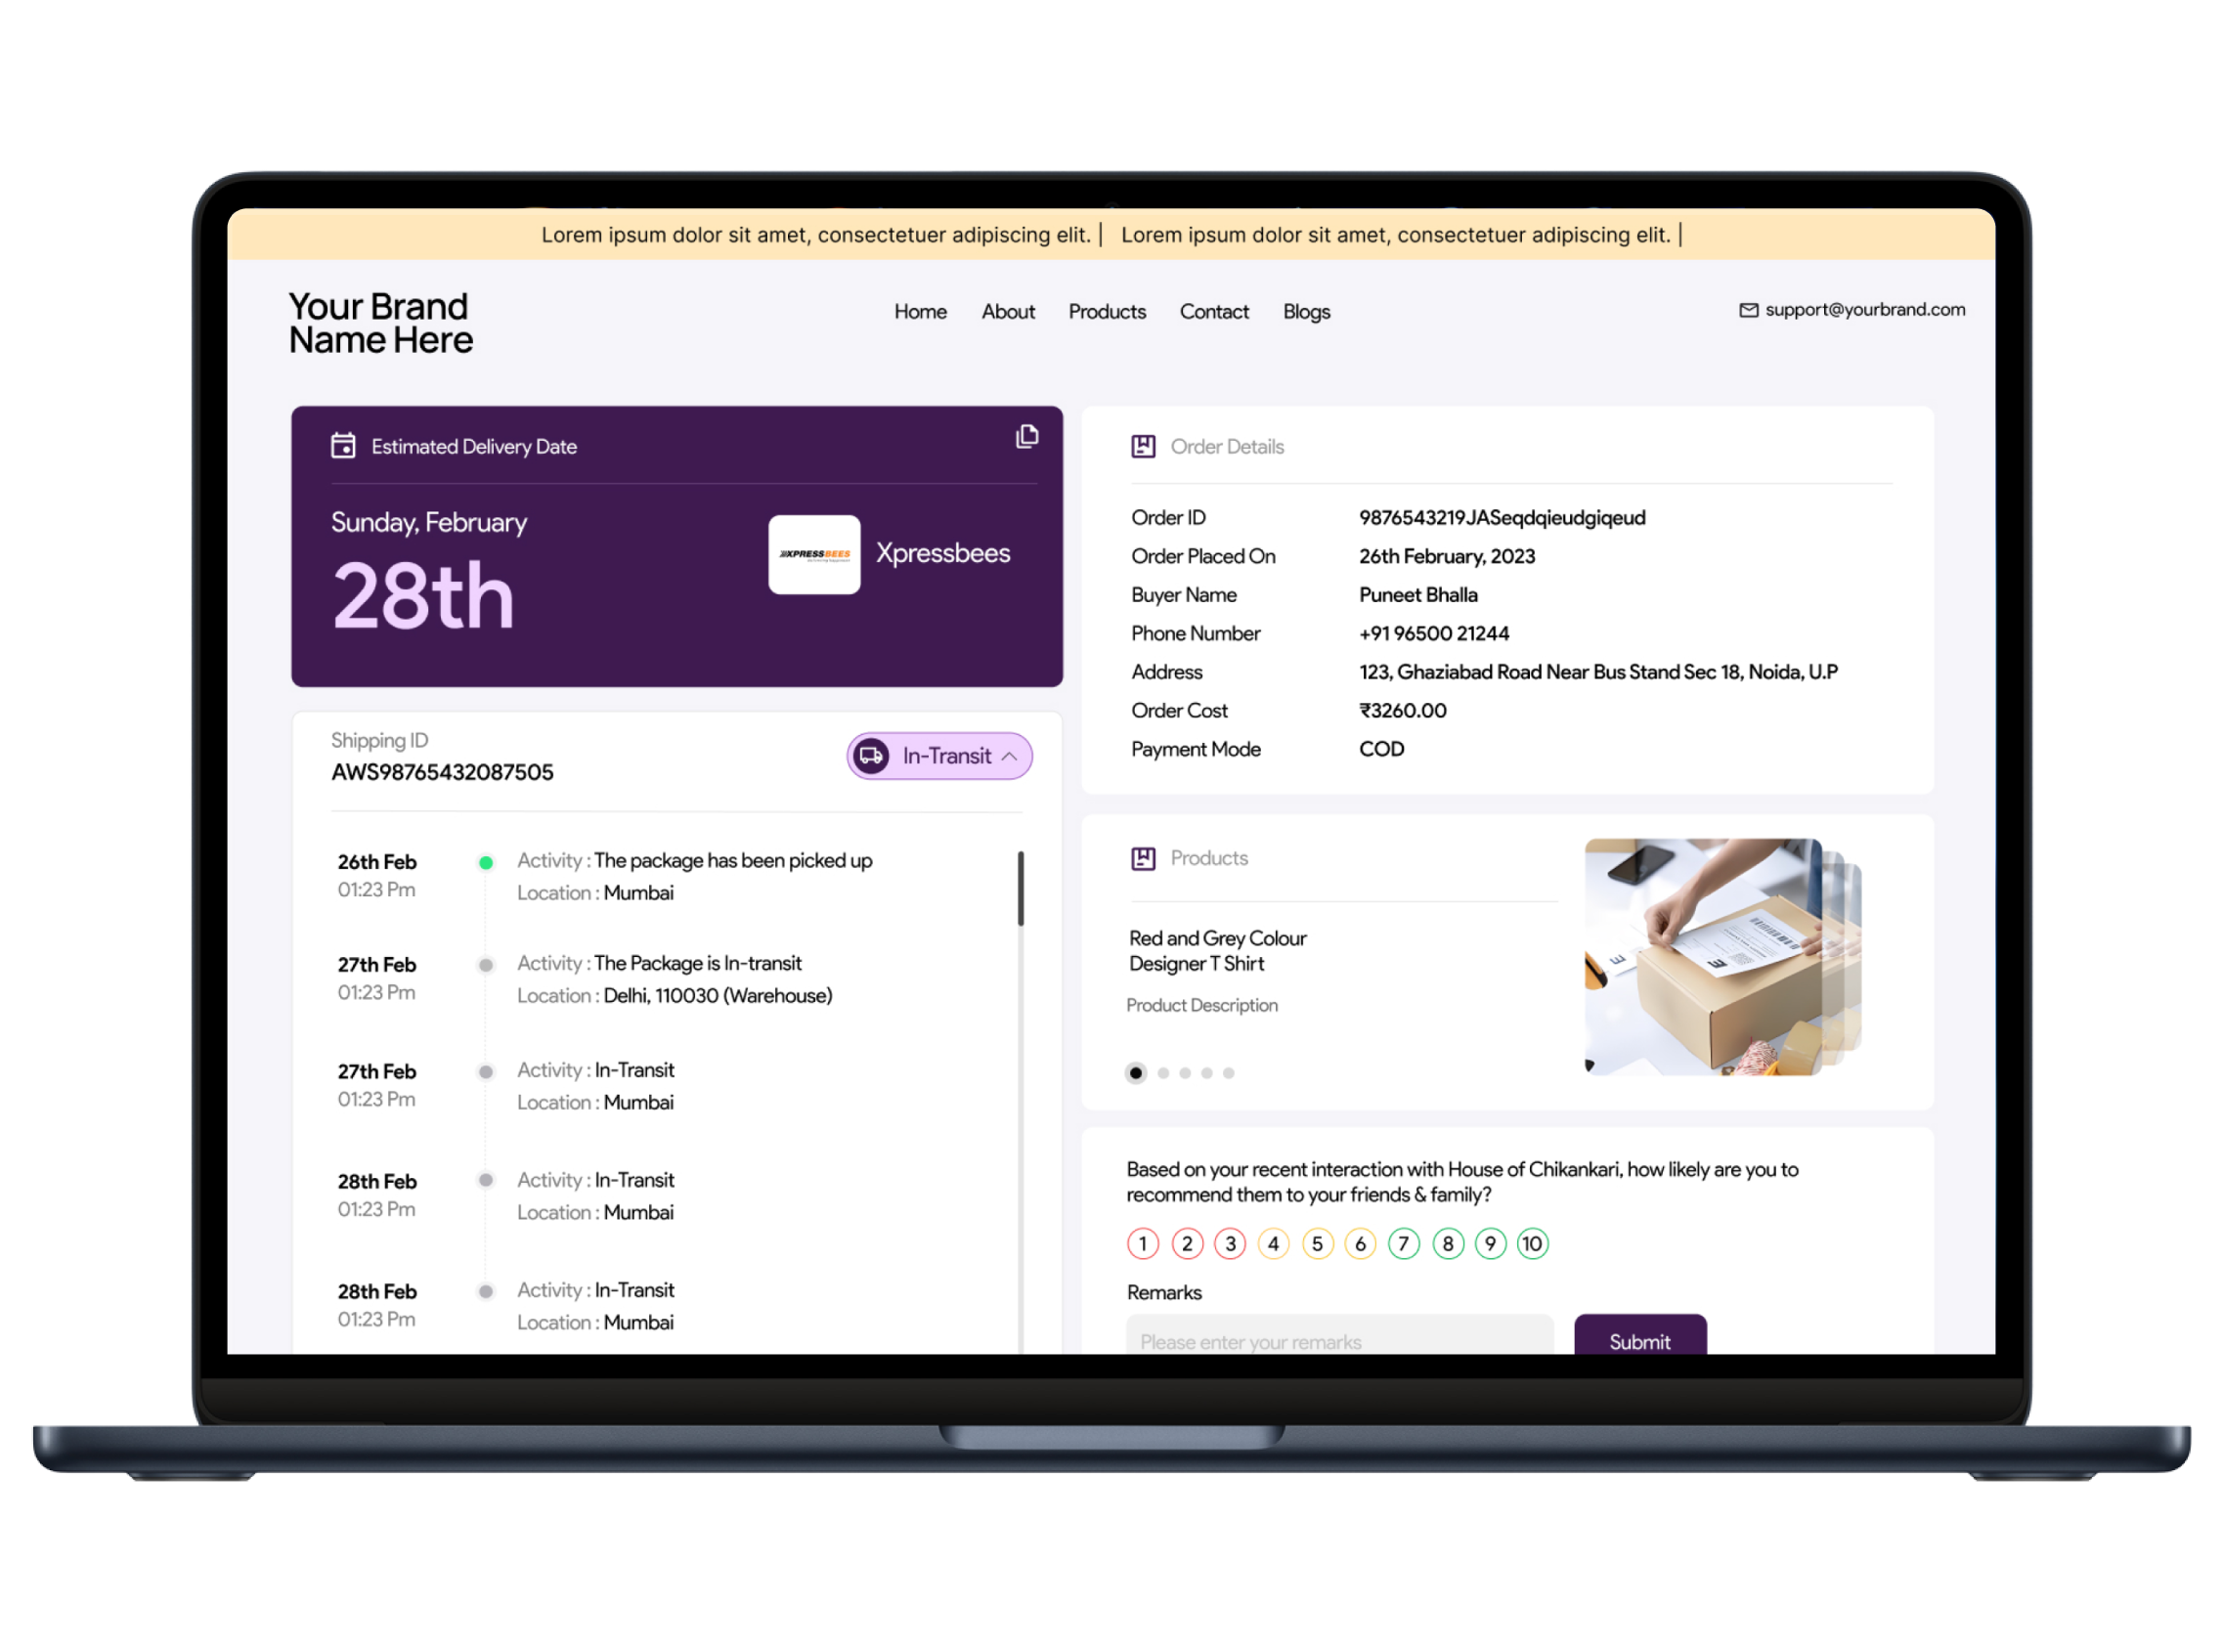 Lorem ipsum dolor sit amet, consectetuer adipiscing elit. | Lorem ipsum dolor sit amet, consectetuer adipiscing elit. |
Your Brand
Name Here
Home About Products Contact Blogs
support@yourbrand.com
Estimated Delivery Date
Sunday, February
28th
XPRESSBEES
Xpressbees
Shipping ID
AWS98765432087505
In-Transit
26th Feb
01:23 Pm
Activity : The package has been picked up
Location : Mumbai
27th Feb
01:23 Pm
Activity : The Package is In-transit
Location : Delhi, 110030 (Warehouse)
27th Feb
01:23 Pm
Activity : In-Transit
Location : Mumbai
28th Feb
01:23 Pm
Activity : In-Transit
Location : Mumbai
28th Feb
01:23 Pm
Activity : In-Transit
Location : Mumbai
Order Details
Order ID 9876543219JASeqdqieudgiqeud
Order Placed On 26th February, 2023
Buyer Name Puneet Bhalla
Phone Number +91 96500 21244
Address 123, Ghaziabad Road Near Bus Stand Sec 18, Noida, U.P
Order Cost ₹3260.00
Payment Mode COD
Products
Red and Grey Colour
Designer T Shirt
Product Description
Based on your recent interaction with House of Chikankari, how likely are you to
recommend them to your friends & family?
1 2 3 4 5 6 7 8 9 10
Remarks
Please enter your remarks
Submit